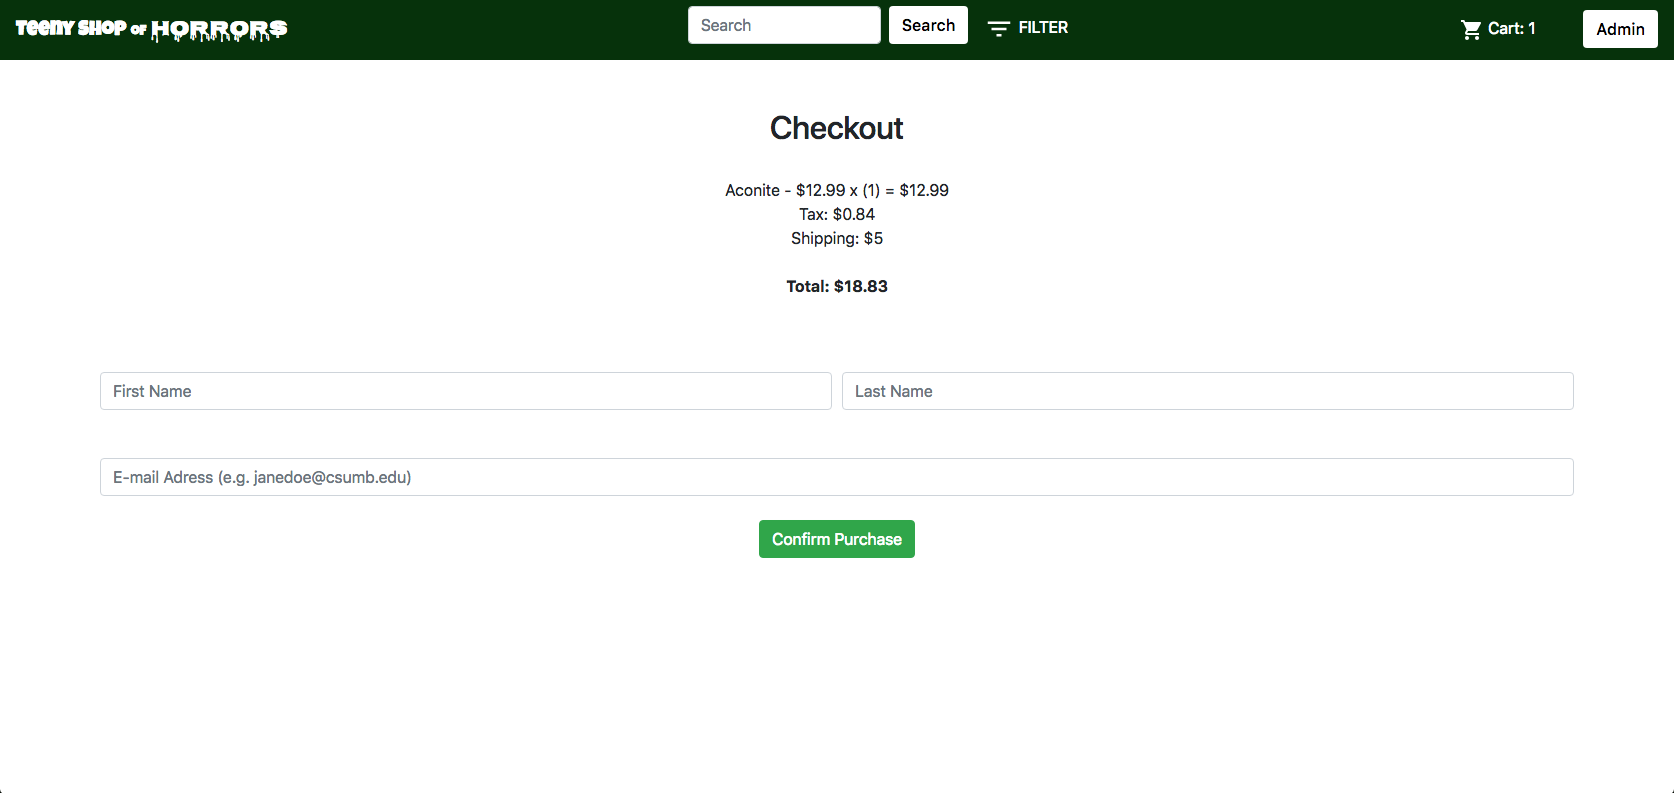 Teeny Shop of Horrors
Search
Search
FILTER
Cart: 1
Admin
Checkout
Aconite - $12.99 x (1) = $12.99
Tax: $0.84
Shipping: $5
Total: $18.83
First Name
Last Name
E-mail Adress (e.g. janedoe@csumb.edu)
Confirm Purchase